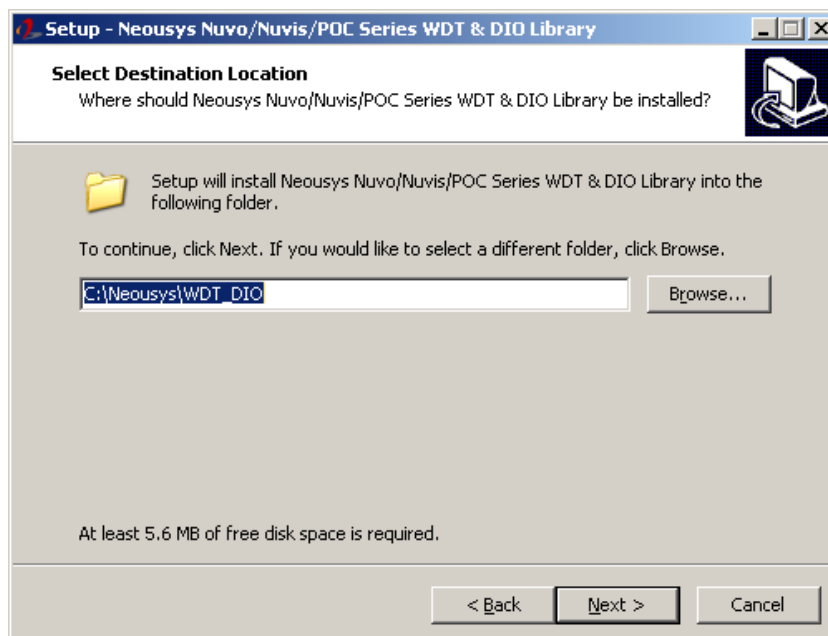 Setup - Neousys Nuvo/Nuvis/POC Series WDT & DIO Library
Select Destination Location
Where should Neousys Nuvo/Nuvis/POC Series WDT & DIO Library be installed?
Setup will install Neousys Nuvo/Nuvis/POC Series WDT & DIO Library into the
following folder.
To continue, click Next. If you would like to select a different folder, click Browse.
C:\Neousys\WDT_DIO
Browse...
At least 5.6 MB of free disk space is required.
< Back
Next >
Cancel